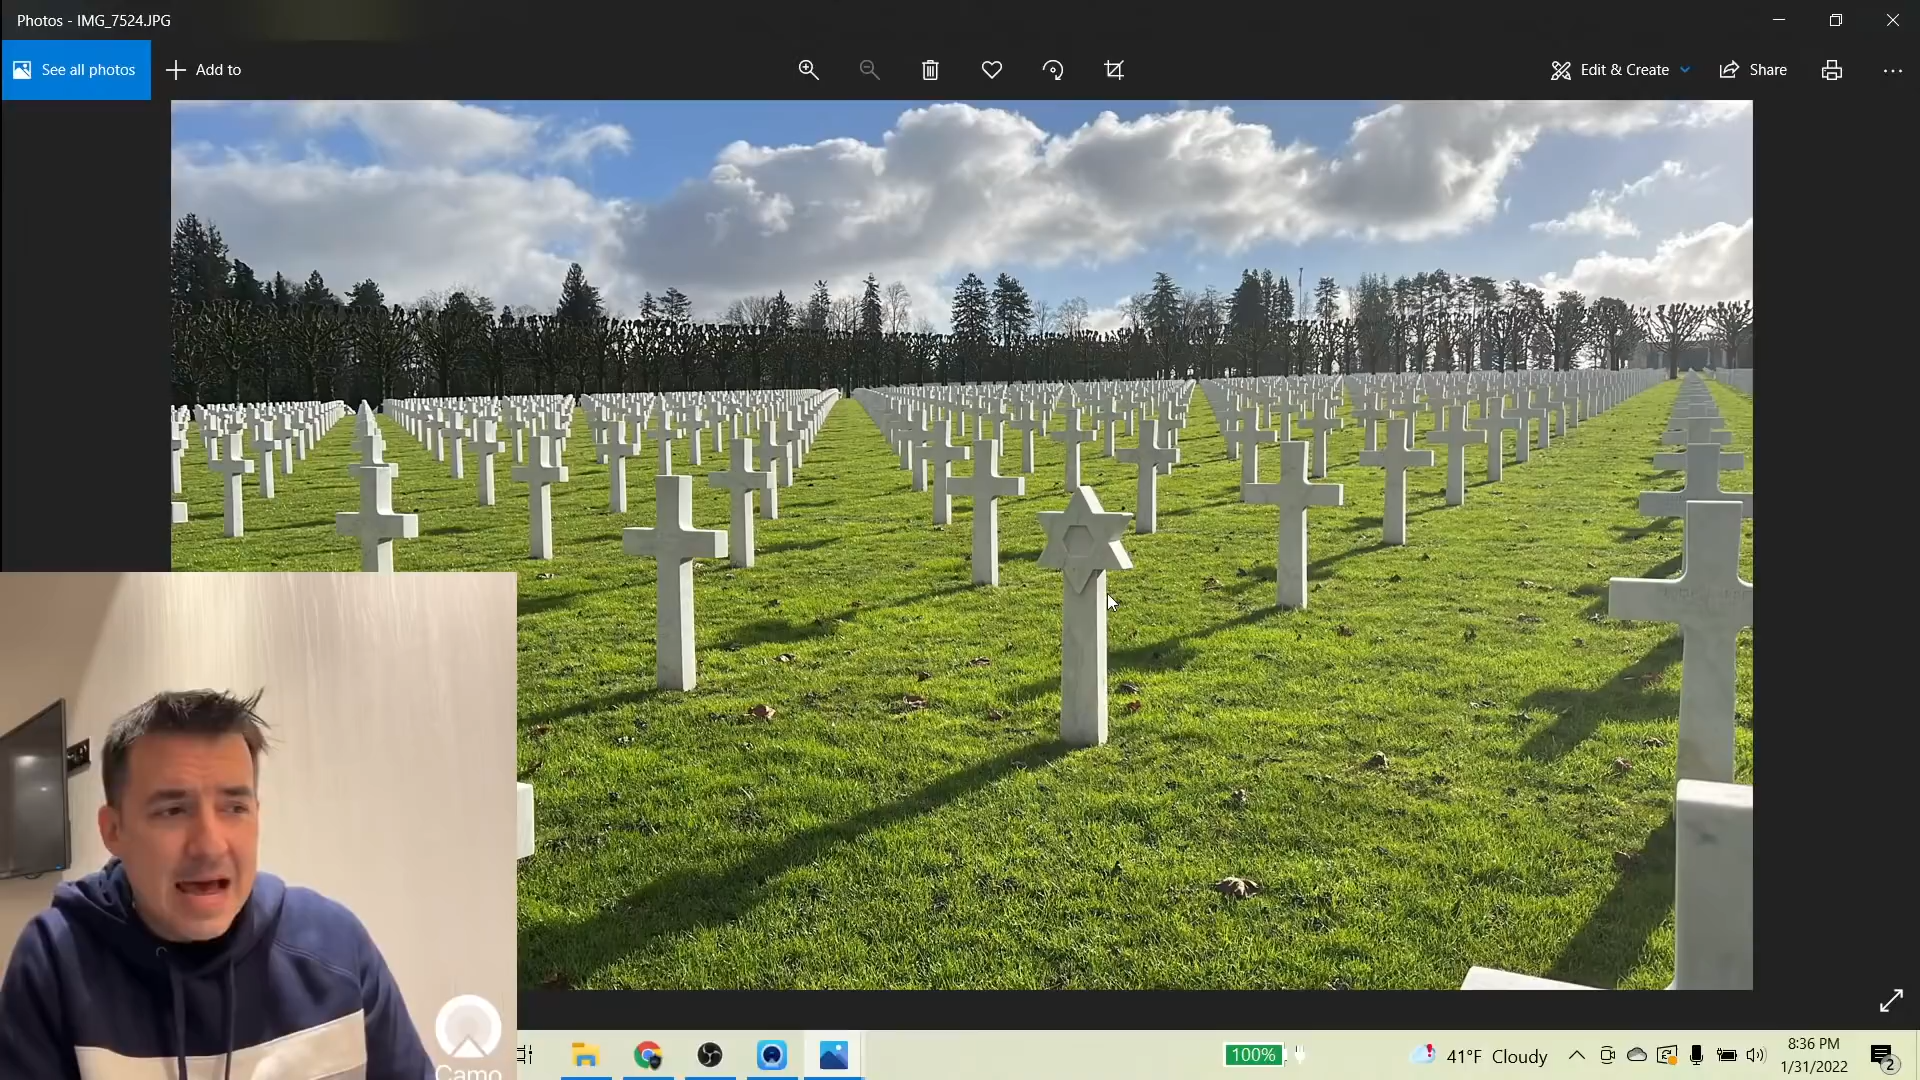 Photos - IMG_7524.JPG
See all photos
Add to
Edit & Create
Share
Camo
100%
41°F Cloudy
8:36 PM
1/31/2022
2